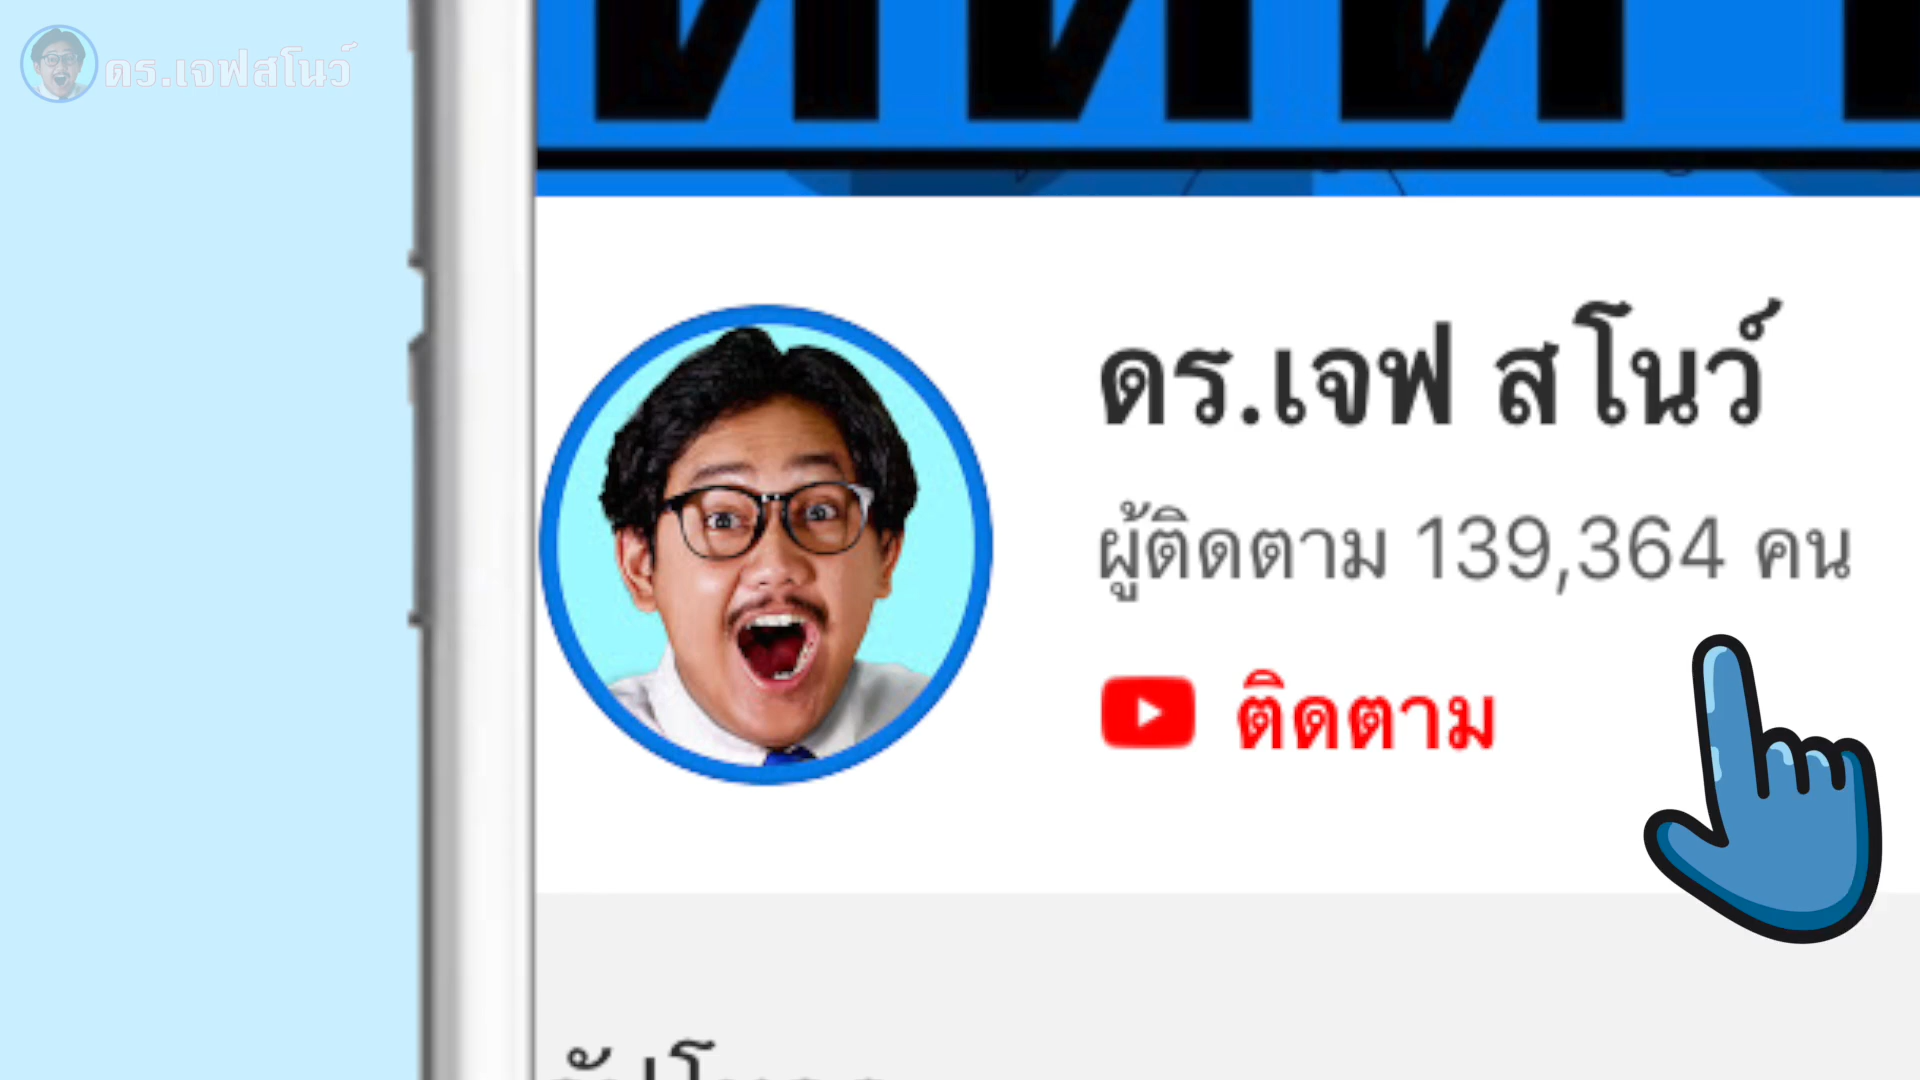 ดร.เจฟสโนว์
ดร.เจฟ สโนว์
ผู้ติดตาม 139,364 คน
ติดตาม